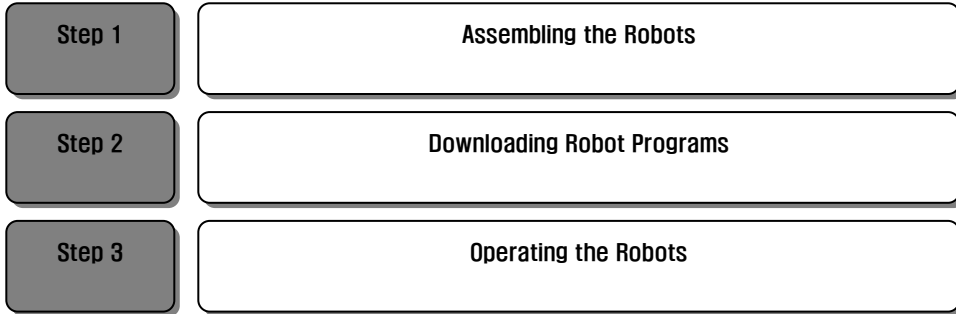 Step 1
Assembling the Robots
Step 2
Downloading Robot Programs
Step 3
Operating the Robots